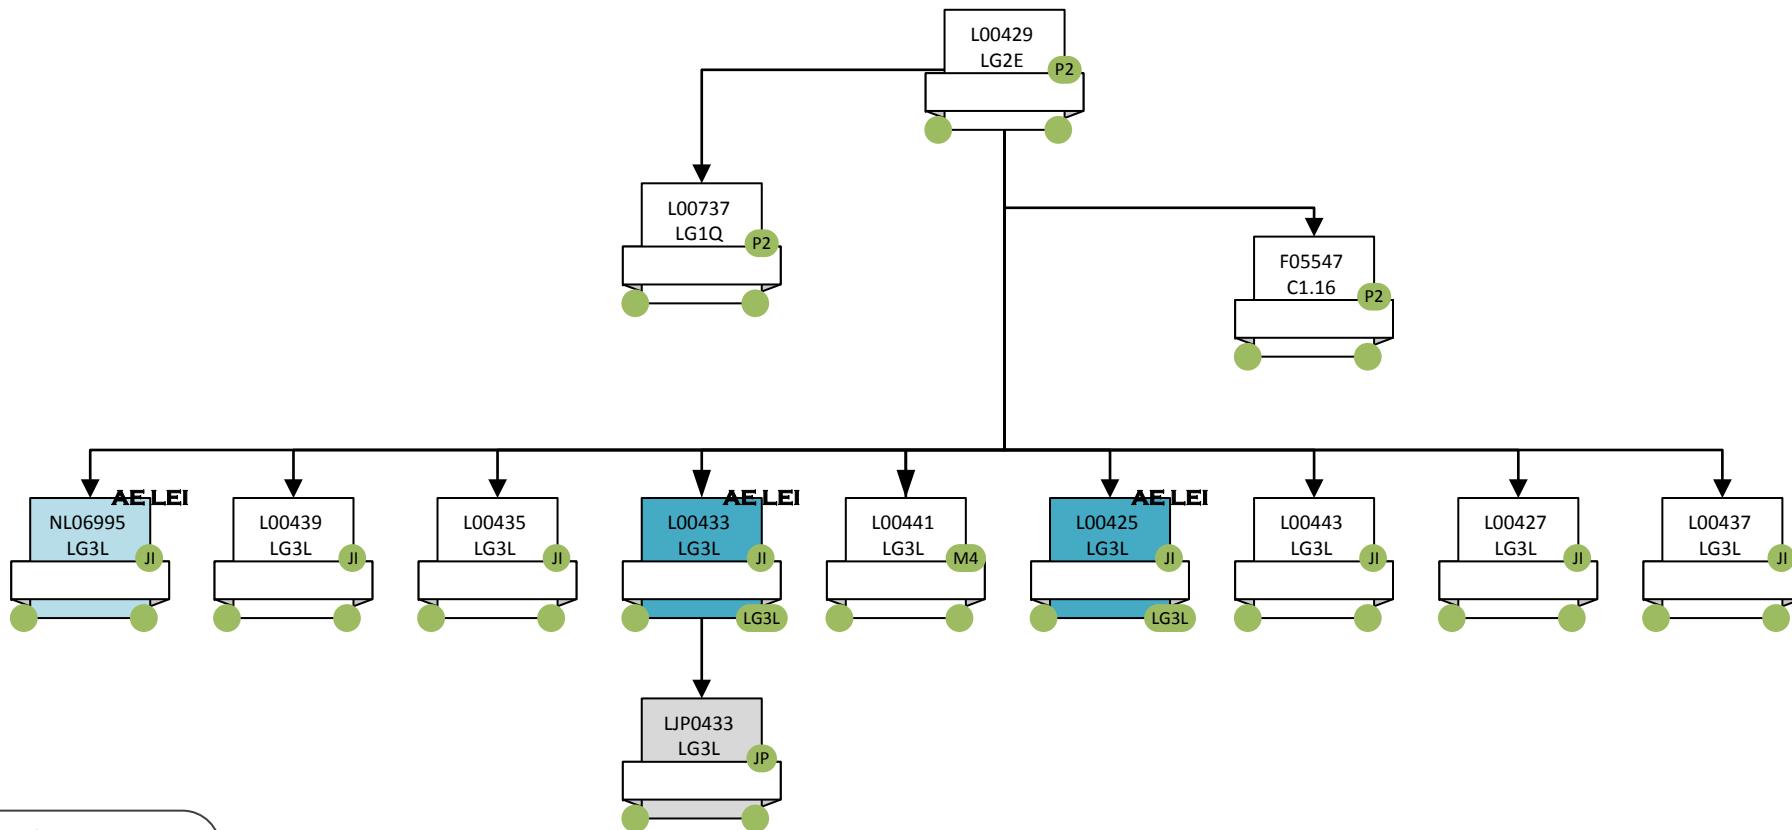 L00429
LG2E
P2
L00737
LG1Q
P2
F05547
C1.16
P2
AE LEI
NL06995
LG3L
JI
L00439
LG3L
JI
L00435
LG3L
JI
AE LEI
L00433
LG3L
JI
LG3L
L00441
LG3L
M4
AE LEI
L00425
LG3L
JI
LG3L
L00443
LG3L
JI
L00427
LG3L
JI
L00437
LG3L
JI
LJP0433
LG3L
JP